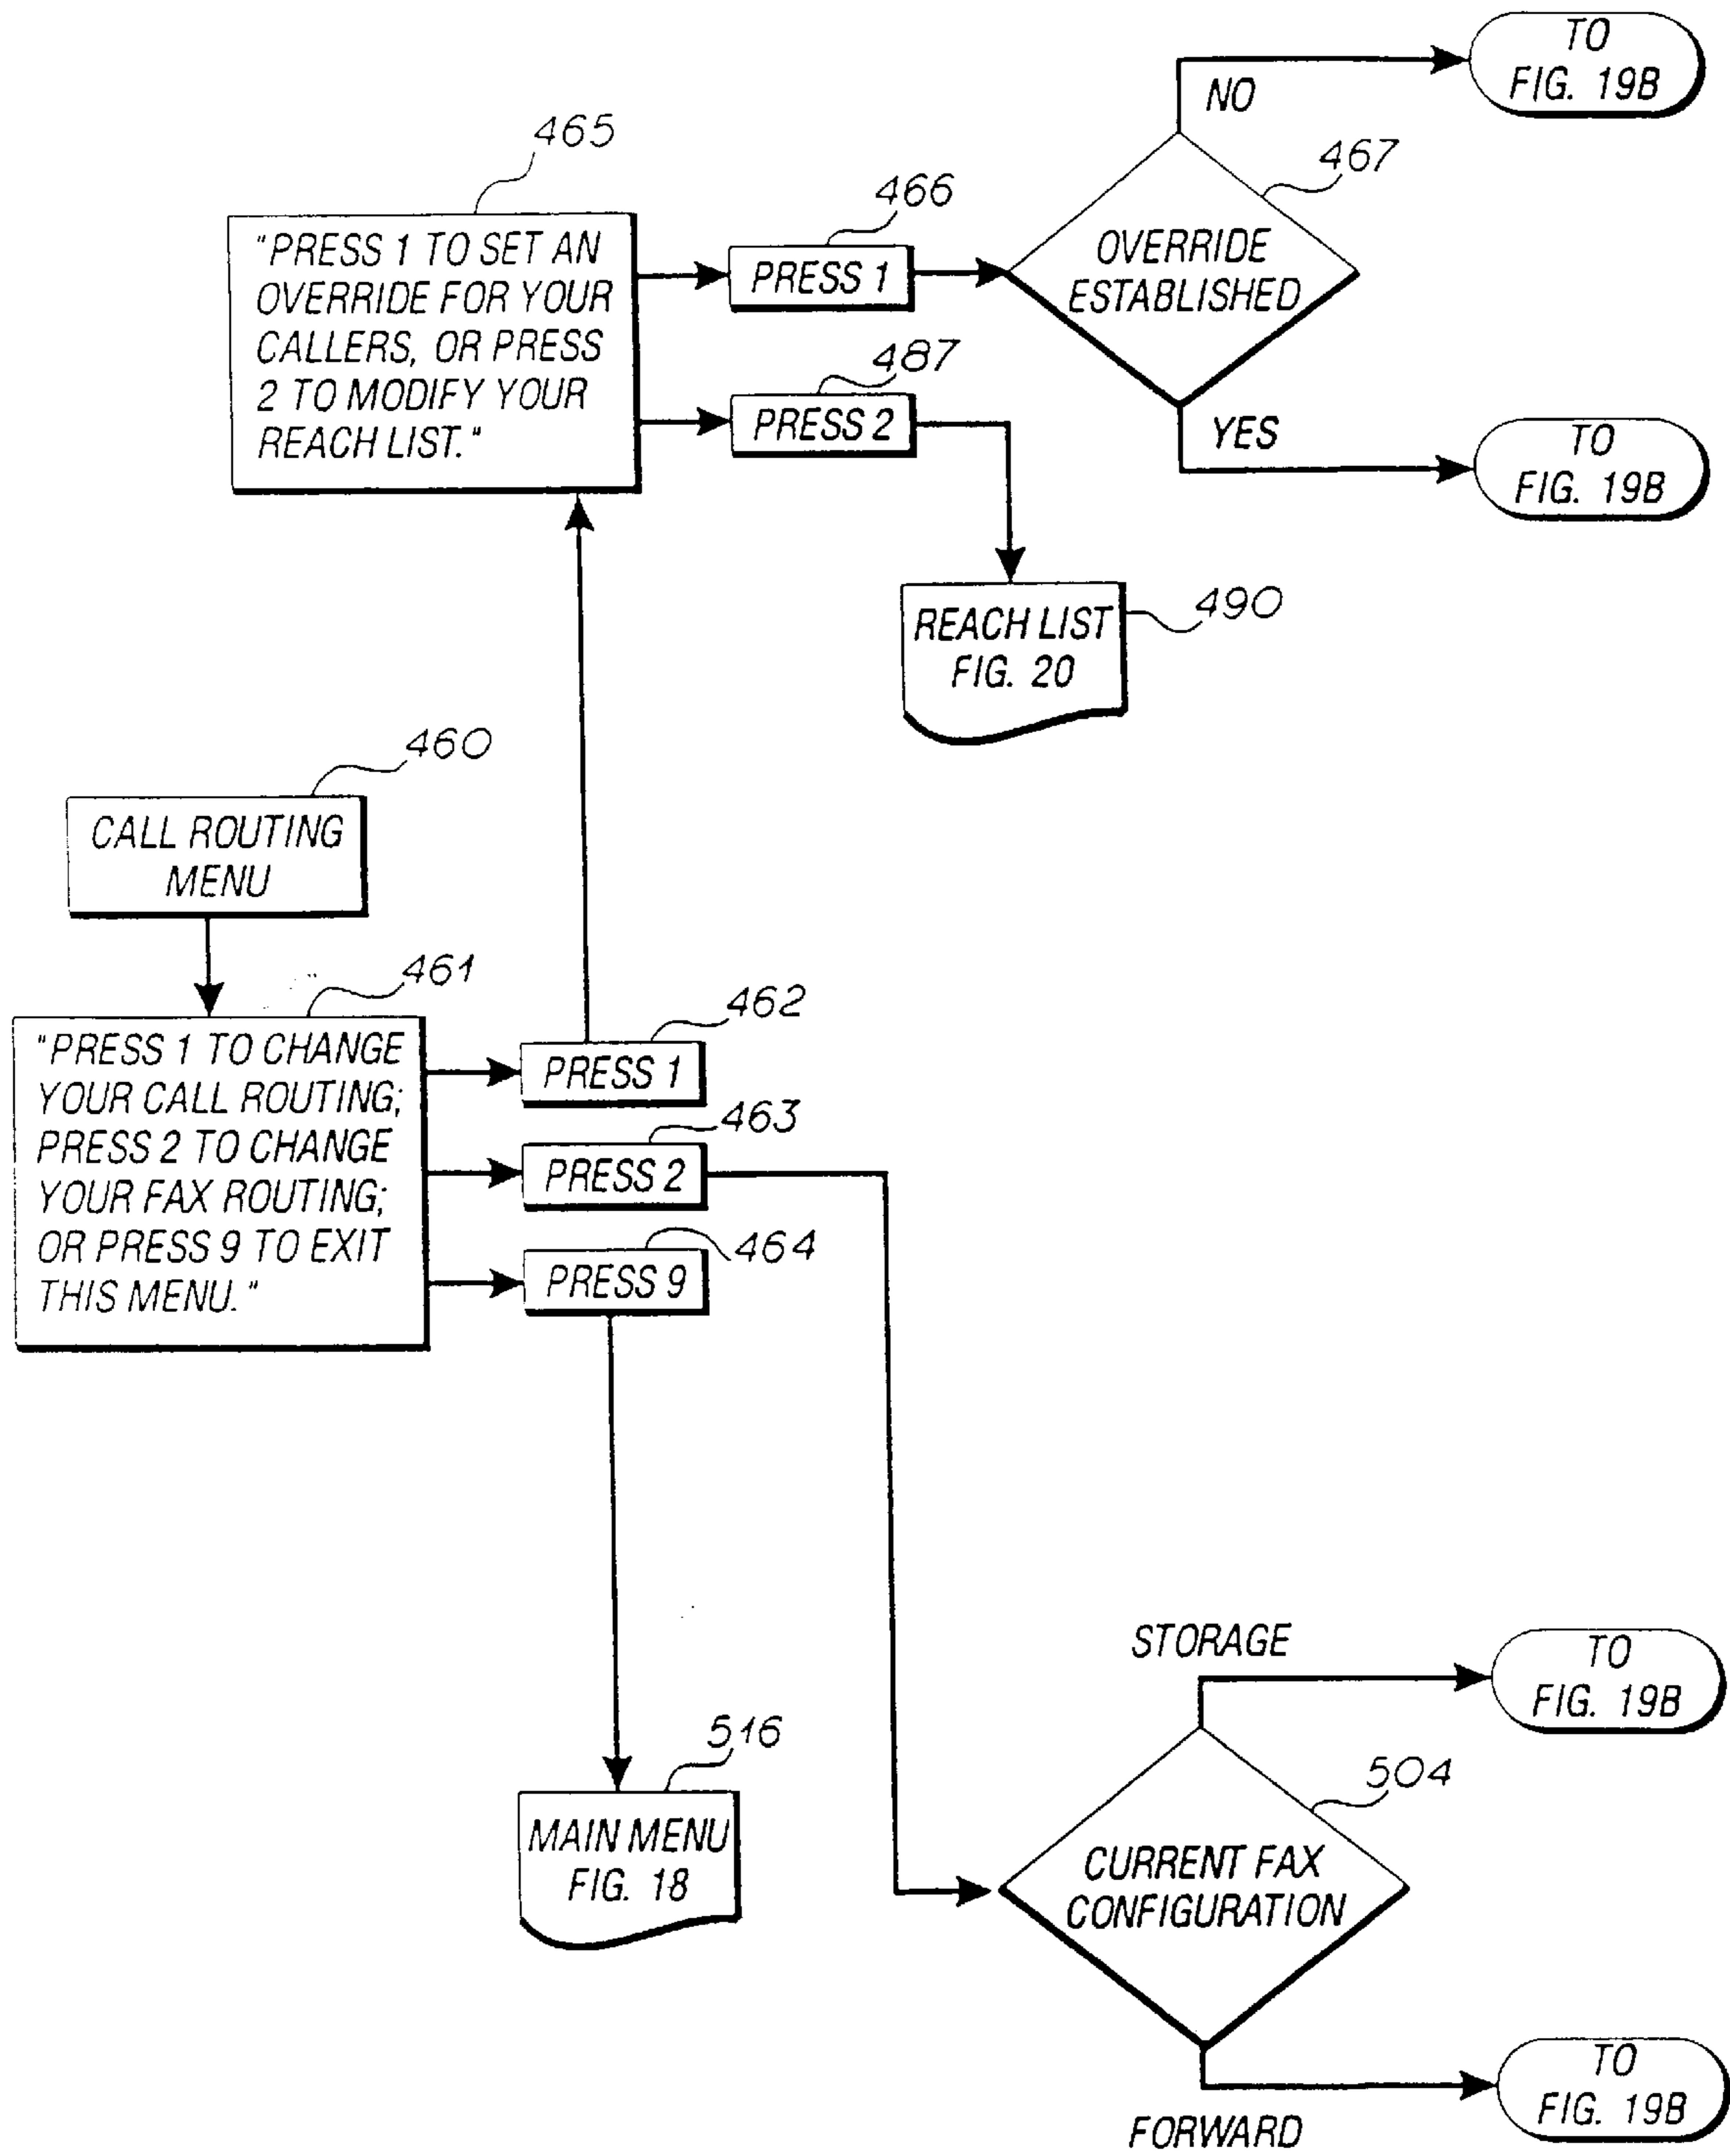 TO
FIG. 19B
NO
467
465
466
"PRESS 1 TO SET AN
OVERRIDE FOR YOUR
CALLERS, OR PRESS
2 TO MODIFY YOUR
REACH LIST."
PRESS 1
OVERRIDE
ESTABLISHED
487
PRESS 2
YES
TO
FIG. 19B
490
REACH LIST
FIG. 20
460
CALL ROUTING
MENU
461
"PRESS 1 TO CHANGE
YOUR CALL ROUTING;
PRESS 2 TO CHANGE
YOUR FAX ROUTING;
OR PRESS 9 TO EXIT
THIS MENU."
462
PRESS 1
463
PRESS 2
464
PRESS 9
516
MAIN MENU
FIG. 18
STORAGE
TO
FIG. 19B
504
CURRENT FAX
CONFIGURATION
FORWARD
TO
FIG. 19B